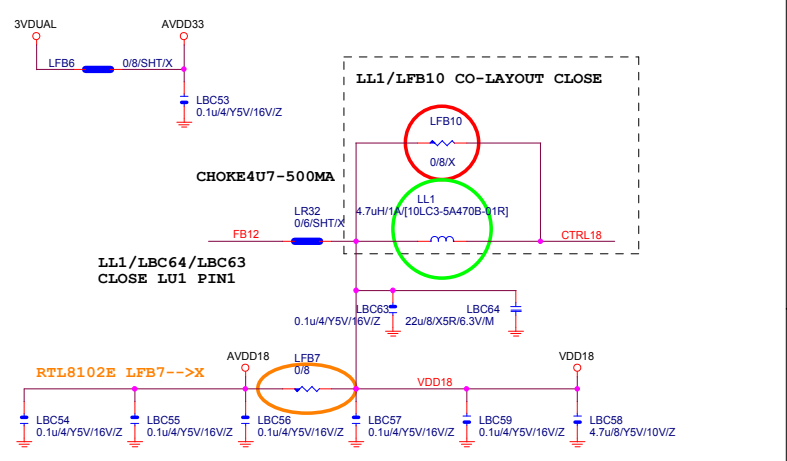 3VDUAL
AVDD33
LFB6
0/8/SHT/X
LBC53
0.1u/4/Y5V/16V/Z
LL1/LFB10 CO-LAYOUT CLOSE
LFB10
0/8/X
CHOKE4U7-500MA
LL1
4.7uH/1A/[10LC3-5A470B-01R]
LR32
0/6/SHT/X
FB12
CTRL18
LL1/LBC64/LBC63
CLOSE LU1 PIN1
LBC63
0.1u/4/Y5V/16V/Z
LBC64
22u/8/X5R/6.3V/M
RTL8102E LFB7-->X
AVDD18
LFB7
0/8
VDD18
VDD18
LBC54
0.1u/4/Y5V/16V/Z
LBC55
0.1u/4/Y5V/16V/Z
LBC56
0.1u/4/Y5V/16V/Z
LBC57
0.1u/4/Y5V/16V/Z
LBC59
0.1u/4/Y5V/16V/Z
LBC58
4.7u/8/Y5V/10V/Z